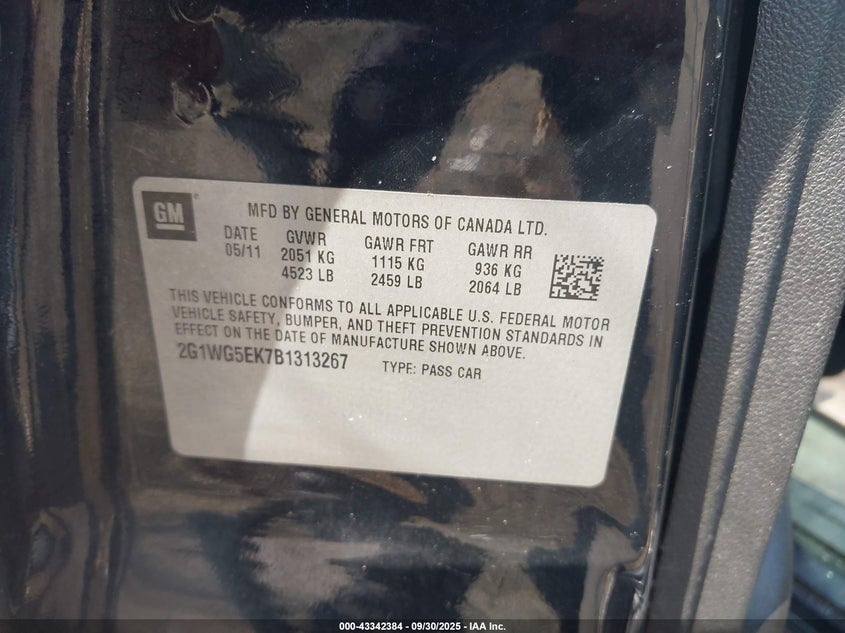 GM
MFD BY GENERAL MOTORS OF CANADA LTD.
DATE GVWR GAWR FRT GAWR RR
05/11 2051 KG 1115 KG 936 KG
4523 LB 2459 LB 2064 LB
THIS VEHICLE CONFORMS TO ALL APPLICABLE U.S. FEDERAL MOTOR
VEHICLE SAFETY, BUMPER, AND THEFT PREVENTION STANDARDS IN
EFFECT ON THE DATE OF MANUFACTURE SHOWN ABOVE.
2G1WG5EK7B1313267 TYPE: PASS CAR
000-43342384 - 09/30/2025 - IAA Inc.